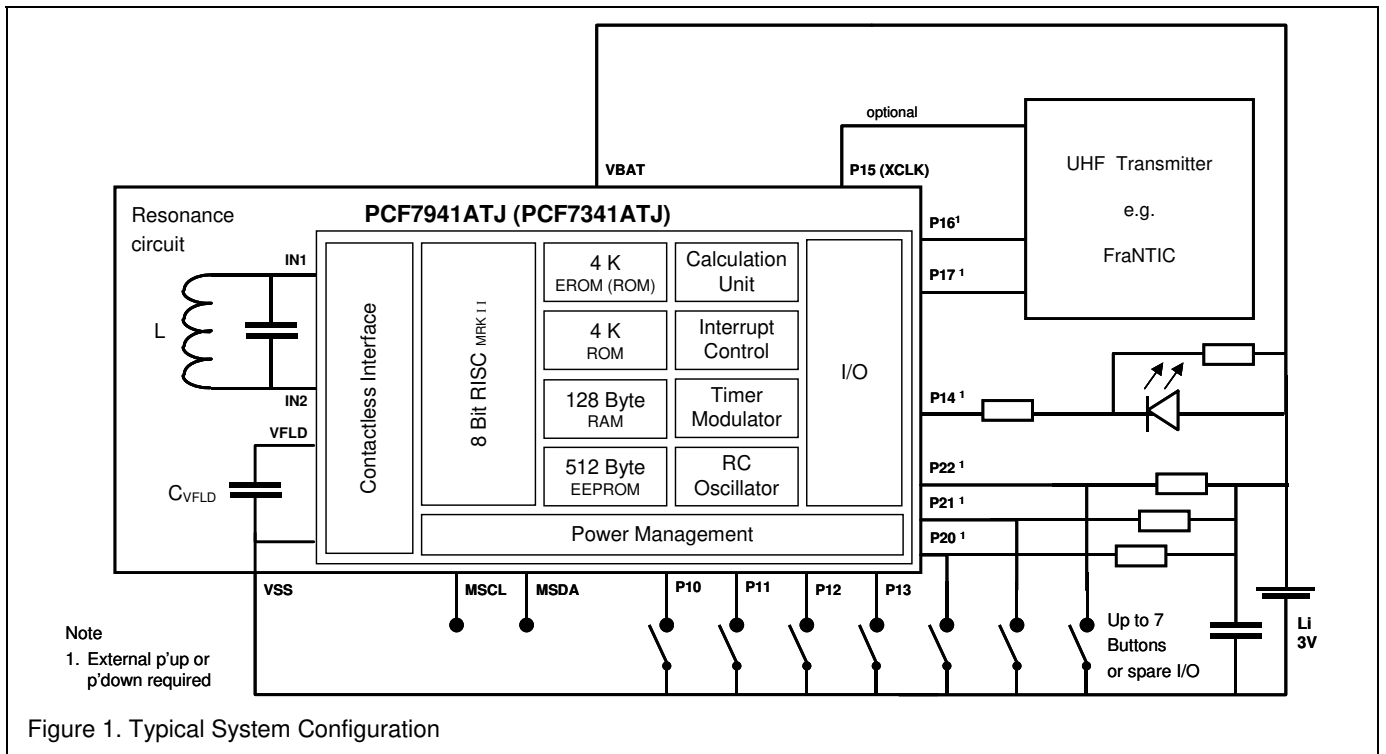 optional
UHF Transmitter
e.g.
FraNTIC
VBAT
P15 (XCLK)
Resonance
circuit
PCF7941ATJ (PCF7341ATJ)
P16¹
P17 ¹
IN1
L
IN2
VFLD
CVFLD
Contactless Interface
8 Bit RISC MRK II
4 K
EROM (ROM)
Calculation
Unit
4 K
ROM
Interrupt
Control
128 Byte
RAM
Timer
Modulator
512 Byte
EEPROM
RC
Oscillator
I/O
Power Management
P14 ¹
P22 ¹
P21 ¹
P20 ¹
VSS
MSCL
MSDA
P10
P11
P12
P13
Up to 7
Buttons
or spare I/O
Li
3V
Note
1. External p'up or
p'down required
Figure 1. Typical System Configuration